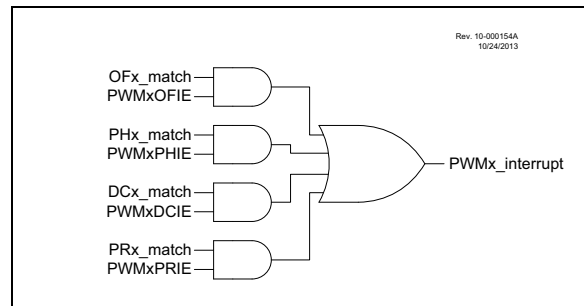 Rev. 10-000154A
10/24/2013
OFx_match
PWMxOFIE
PHx_match
PWMxPHIE
PWMx_interrupt
DCx_match
PWMxDCIE
PRx_match
PWMxPRIE